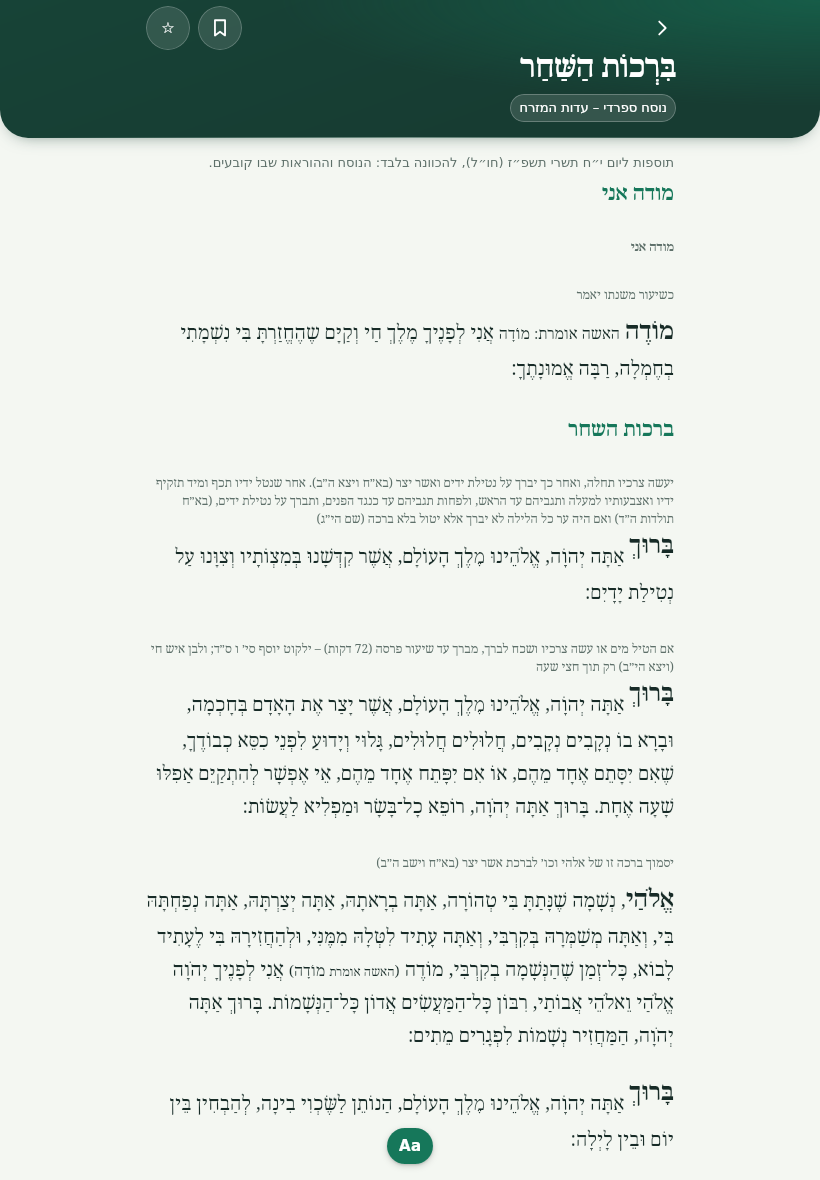 בִּרְכוֹת הַשַּׁחַר
נוסח ספרדי – עדות המזרח
תוספות ליום י״ח תשרי תשפ״ז (חו״ל), להכוונה בלבד: הנוסח וההוראות שבו קובעים.
מודה אני
מודה אני
כשיעור משנתו יאמר
מוֹדֶה האשה אומרת: מוֹדָה אֲנִי לְפָנֶיךָ מֶלֶךְ חַי וְקַיָּם שֶׁהֶחֱזַרְתָּ בִּי נִשְׁמָתִי
בְחֶמְלָה, רַבָּה אֱמוּנָתֶךָ:
ברכות השחר
יעשה צרכיו תחלה, ואחר כך יברך על נטילת ידים ואשר יצר (בא״ח ויצא ה״ב). אחר שנטל ידיו תכף ומיד תזקיף
ידיו ואצבעותיו למעלה ותגביהם עד הראש, ולפחות תגביהם עד כנגד הפנים, ותברך על נטילת ידים, (בא״ח
תולדות ה״ד) ואם היה ער כל הלילה לא יברך אלא יטול בלא ברכה (שם הי״ג)
בָּרוּךְ אַתָּה יְהֹוָה, אֱלֹהֵינוּ מֶלֶךְ הָעוֹלָם, אֲשֶׁר קִדְּשָׁנוּ בְּמִצְוֹתָיו וְצִוָּנוּ עַל
נְטִילַת יָדָיִם:
אם הטיל מים או עשה צרכיו ושכח לברך, מברך עד שיעור פרסה (72 דקות) – ילקוט יוסף סי׳ ו ס״ד; ולבן איש חי
(ויצא הי״ב) רק תוך חצי שעה
בָּרוּךְ אַתָּה יְהֹוָה, אֱלֹהֵינוּ מֶלֶךְ הָעוֹלָם, אֲשֶׁר יָצַר אֶת הָאָדָם בְּחָכְמָה,
וּבָרָא בוֹ נְקָבִים נְקָבִים, חֲלוּלִים חֲלוּלִים, גָּלוּי וְיָדוּעַ לִפְנֵי כִסֵּא כְבוֹדֶךָ,
שֶׁאִם יִסָּתֵם אֶחָד מֵהֶם, אוֹ אִם יִפָּתֵחַ אֶחָד מֵהֶם, אֵי אֶפְשָׁר לְהִתְקַיֵּם אַפִלּוּ
שָׁעָה אֶחָת. בָּרוּךְ אַתָּה יְהֹוָה, רוֹפֵא כָל־בָּשָׂר וּמַפְלִיא לַעֲשׂוֹת:
יסמוך ברכה זו של אלהי וכו׳ לברכת אשר יצר (בא״ח וישב ה״ב)
אֱלֹהַי, נְשָׁמָה שֶׁנָּתַתָּ בִּי טְהוֹרָה, אַתָּה בְרָאתָהּ, אַתָּה יְצַרְתָּהּ, אַתָּה נְפַחְתָּהּ
בִּי, וְאַתָּה מְשַׁמְּרָהּ בְּקִרְבִּי, וְאַתָּה עָתִיד לִטְּלָהּ מִמֶּנִּי, וּלְהַחֲזִירָהּ בִּי לֶעָתִיד
לָבוֹא, כָּל־זְמַן שֶׁהַנְּשָׁמָה בְקִרְבִּי, מוֹדֶה (האשה אומרת מוֹדָה) אֲנִי לְפָנֶיךָ יְהֹוָה
אֱלֹהַי וֵאלֹהֵי אֲבוֹתַי, רִבּוֹן כָּל־הַמַּעֲשִׂים אֲדוֹן כָּל־הַנְּשָׁמוֹת. בָּרוּךְ אַתָּה
יְהֹוָה, הַמַּחֲזִיר נְשָׁמוֹת לִפְגָרִים מֵתִים:
בָּרוּךְ אַתָּה יְהֹוָה, אֱלֹהֵינוּ מֶלֶךְ הָעוֹלָם, הַנּוֹתֵן לַשֶּׂכְוִי בִינָה, לְהַבְחִין בֵּין
יוֹם וּבֵין לָיְלָה:
Aa